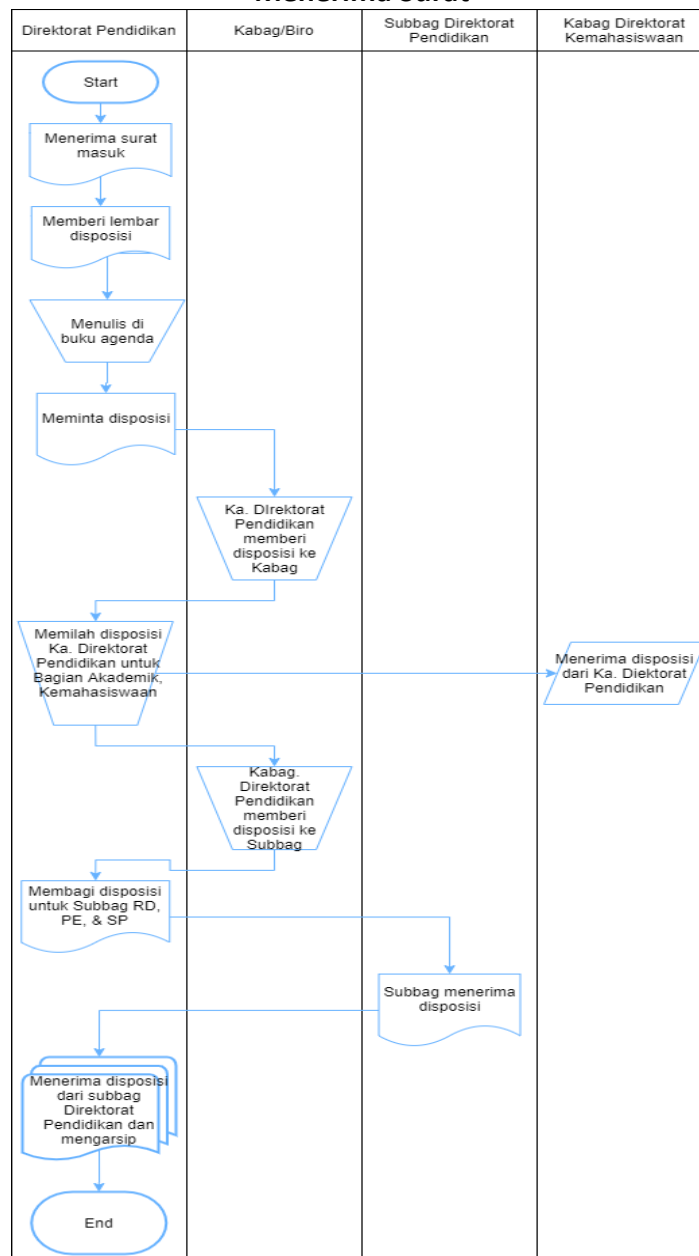 Menerima Surat
Direktorat Pendidikan
Kabag/Biro
Subbag Direktorat
Pendidikan
Kabag Direktorat
Kemahasiswaan
Start
Menerima surat
masuk
Memberi lembar
disposisi
Menulis di
buku agenda
Meminta disposisi
Ka. DIrektorat
Pendidikan
memberi
disposisi ke
Kabag
Memilah disposisi
Ka. Direktorat
Pendidikan untuk
Bagian Akademik,
Kemahasiswaan
Menerima disposisi
dari Ka. Diektorat
Pendidikan
Kabag.
Direktorat
Pendidikan
memberi
disposisi ke
Subbag
Membagi disposisi
untuk Subbag RD,
PE, & SP
Subbag menerima
disposisi
Menerima disposisi
dari subbag
Direktorat
Pendidikan dan
mengarsip
End